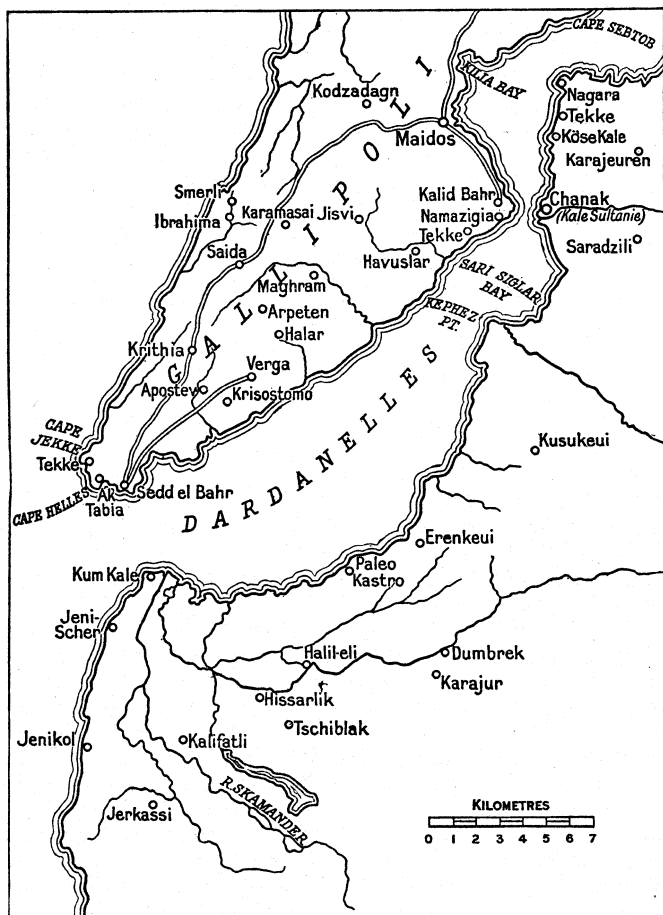 CAPE SEBTOB
KILIA BAY
Kodzadagn
Nagara
Tekke
Maidos
KöseKale
Karajeuren
GALLIPOLI
Smerli
Ibrahima
Karamasai
Jisvi
Kalid Bahr
Namazigia
Tekke
Chanak
(Kale Sultanie)
Saradzili
Saida
Havuslar
SARI SIGLAR
BAY
Maghram
KEPHEZ
PT.
Arpeten
Halar
Krithia
Verga
Apostev
Krisostomo
CAPE
JEKKE
Tekke
DARDANELLES
Kusukeui
CAPE HELLES
Ak
Tabia
Sedd el Bahr
Erenkeui
Kum Kale
Paleo
Kastro
Jeni-
Scher
Halil-eli
Dumbrek
Karajur
Hissarlik
Tschiblak
Jenikol
Kalifatli
R. SKAMANDER
Jerkassi
KILOMETRES
0 1 2 3 4 5 6 7